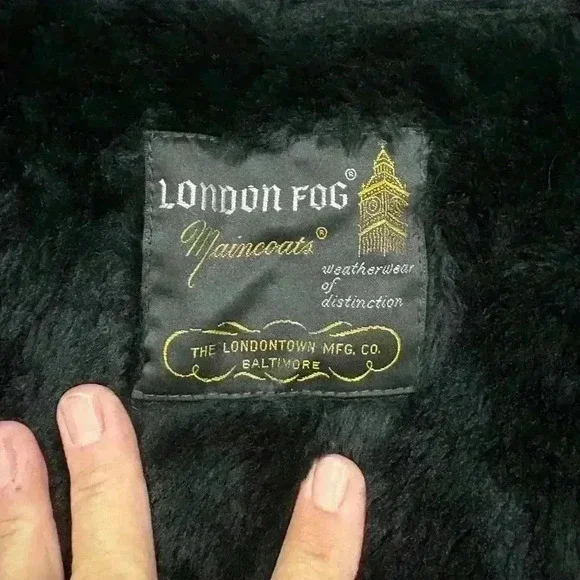 LONDON FOG®
Maincoats®
weatherwear
of
distinction
THE LONDONTOWN MFG. CO.
BALTIMORE